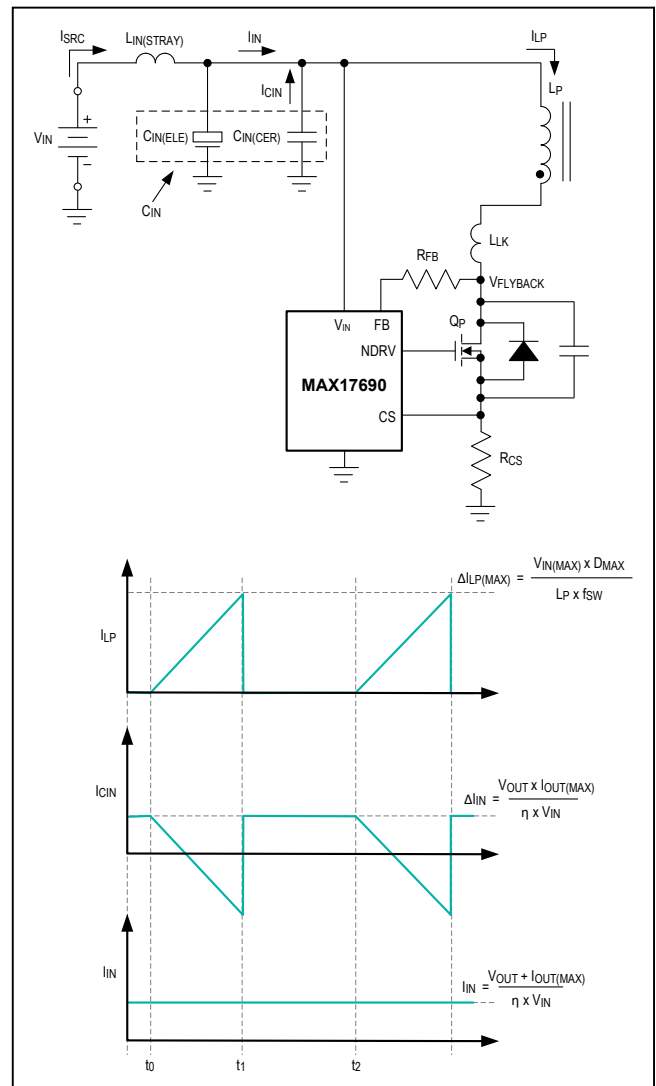 ISRC
LIN(STRAY)
IIN
ILP
ICIN
LP
VIN
+
−
CIN(ELE)
CIN(CER)
CIN
LLK
RFB
VFLYBACK
VIN
FB
QP
NDRV
MAX17690
CS
RCS
ΔILP(MAX) = VIN(MAX) x DMAX
LP x fSW
ILP
ICIN
ΔIIN = VOUT x IOUT(MAX)
η x VIN
IIN
IIN = VOUT + IOUT(MAX)
η x VIN
t0 t1 t2